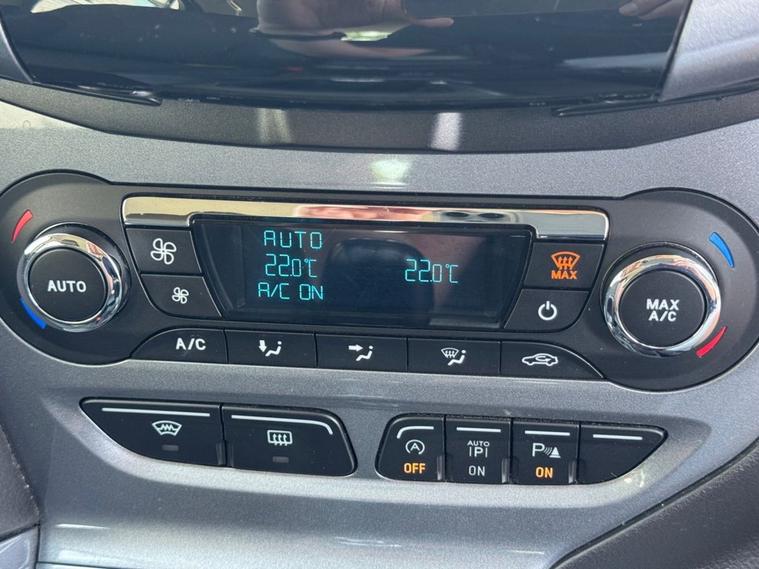 AUTO
22.0°C 22.0°C
A/C ON
AUTO
MAX
MAX
A/C
A/C
OFF
AUTO
|P|
ON
P
ON